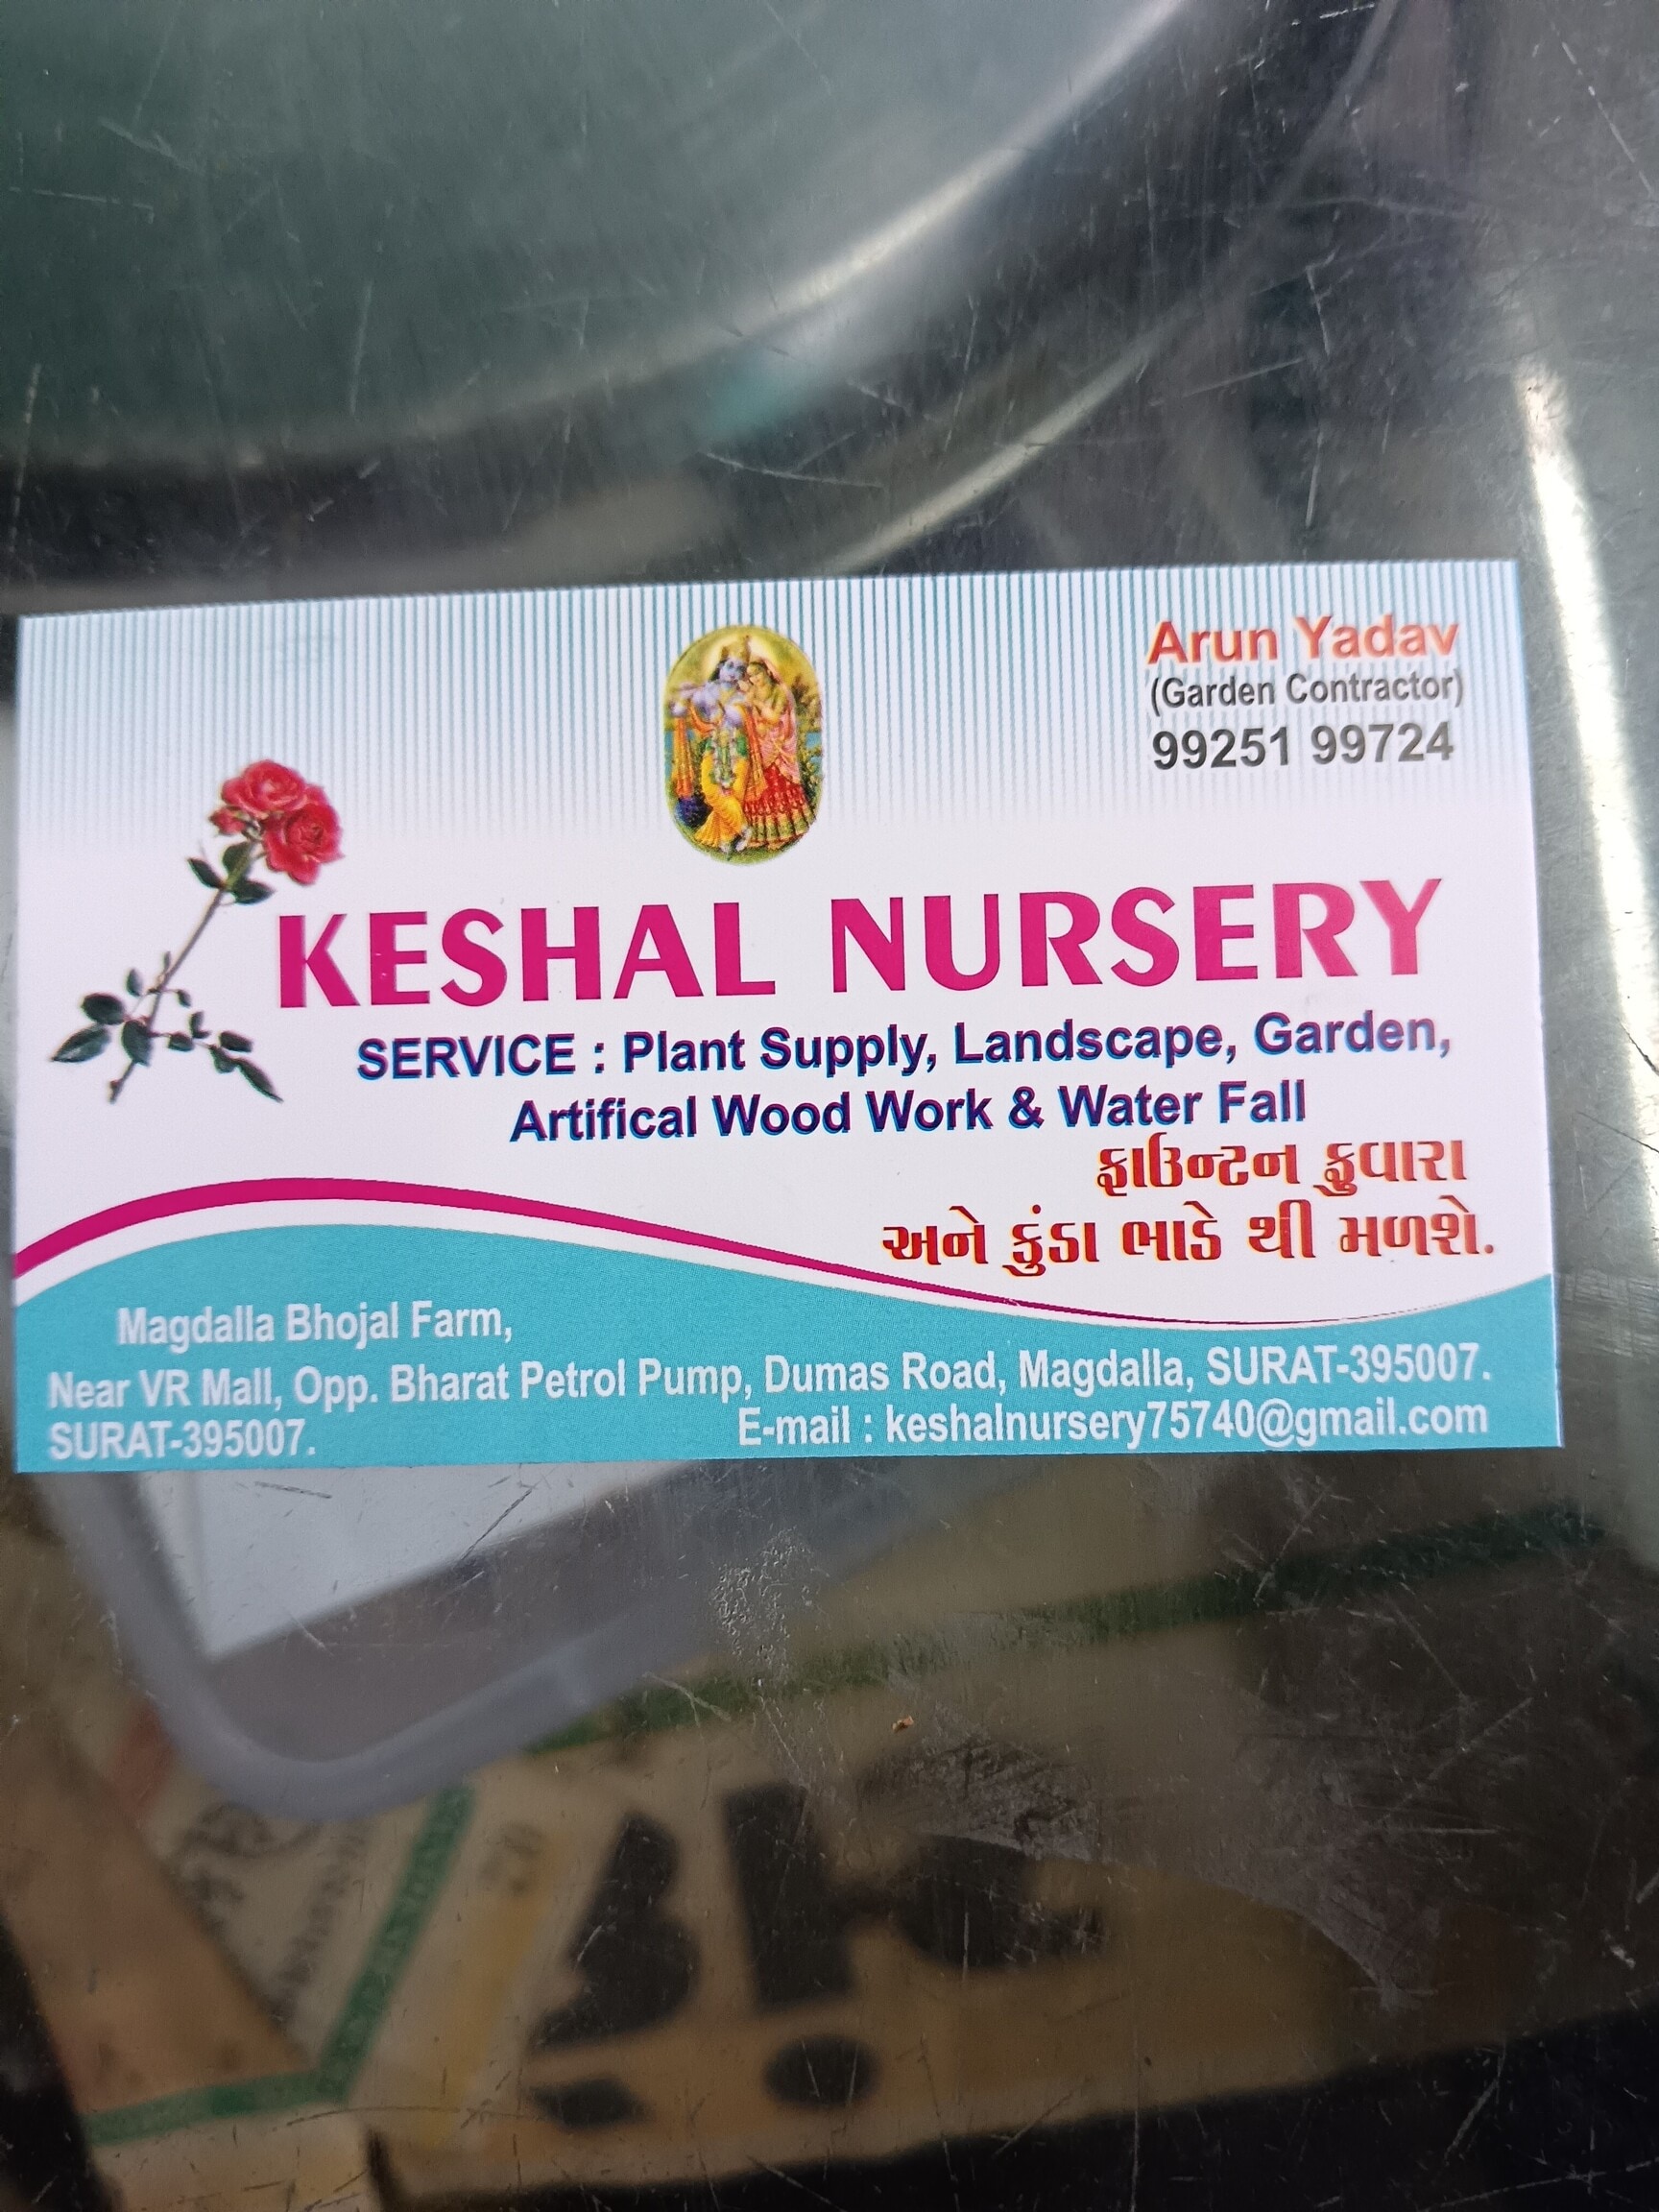 Arun Yadav
(Garden Contractor)
99251 99724
KESHAL NURSERY
SERVICE : Plant Supply, Landscape, Garden,
Artifical Wood Work & Water Fall
ફાઉન્ટન ફુવારા
અને કુંડા ભાડે થી મળશે.
Magdalla Bhojal Farm,
Near VR Mall, Opp. Bharat Petrol Pump, Dumas Road, Magdalla, SURAT-395007.
SURAT-395007.
E-mail : keshalnursery75740@gmail.com